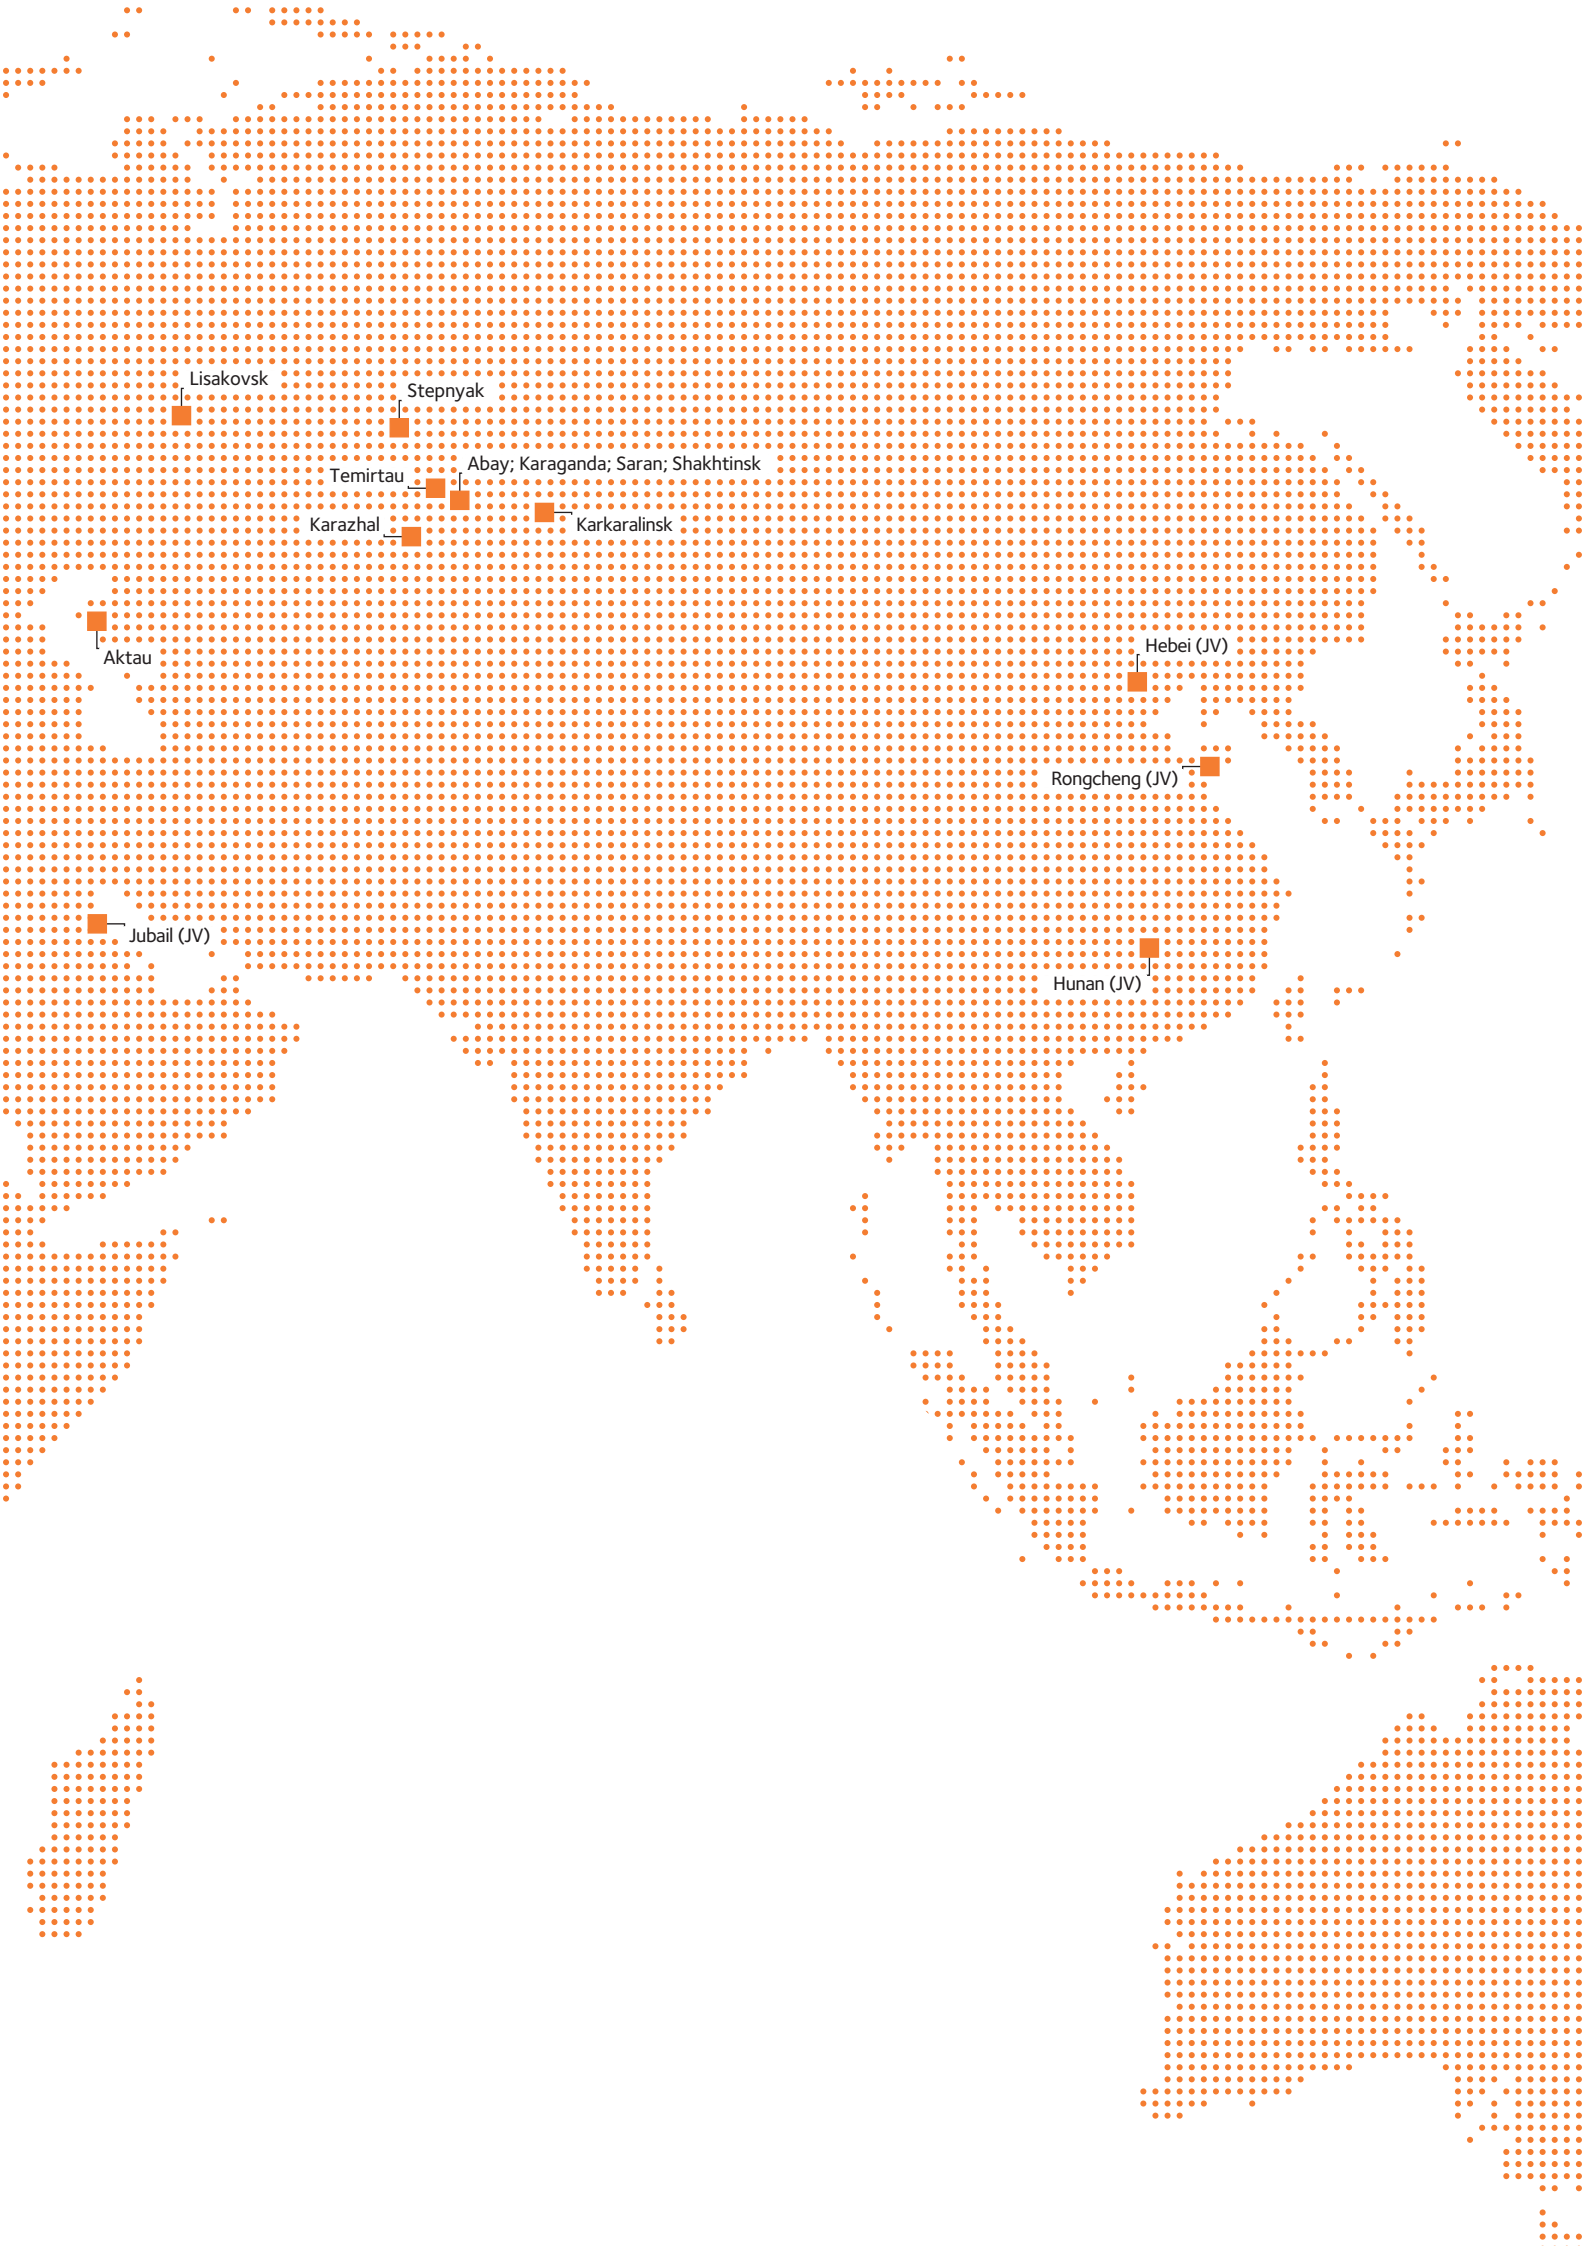 Lisakovsk
Stepnyak
Abay; Karaganda; Saran; Shakhtinsk
Temirtau
Karazhal
Karkaralinsk
Aktau
Hebei (JV)
Rongcheng (JV)
Jubail (JV)
Hunan (JV)